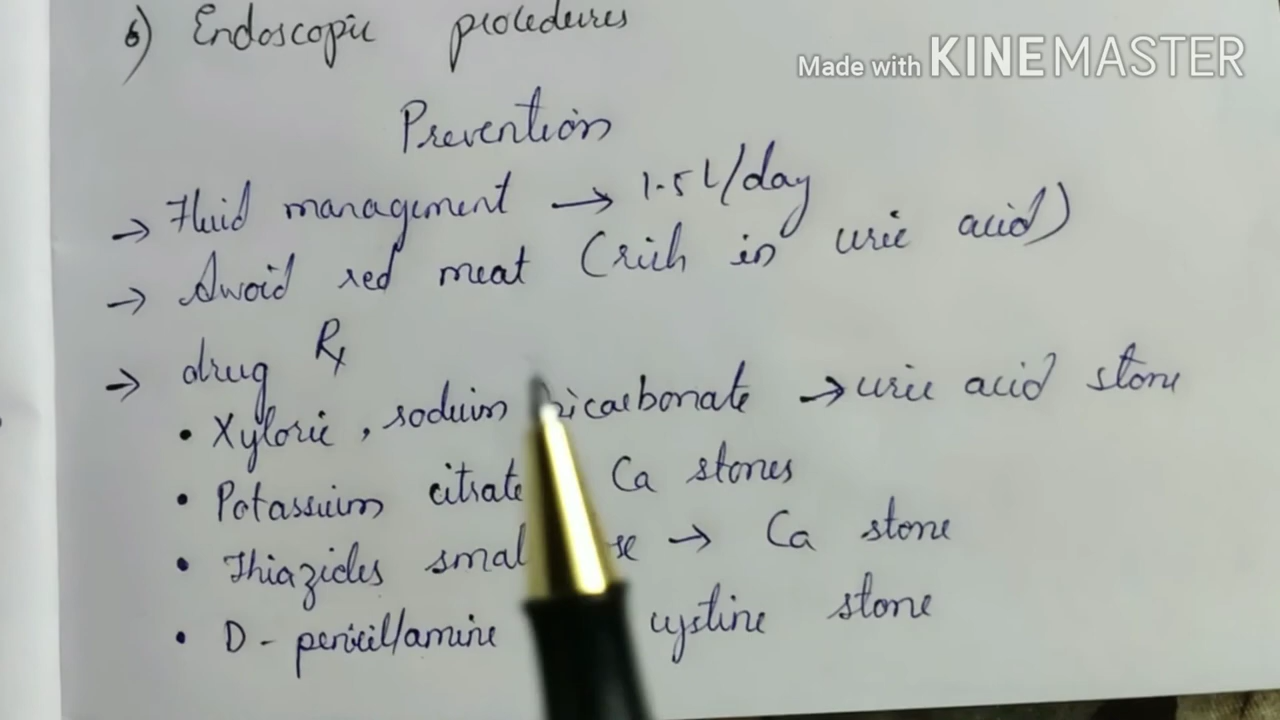 6) Endoscopic procedures
Made with KINEMASTER
Prevention
→ Fluid management → 1.5 L/day
→ Avoid red meat (rich in uric acid)
→ drug Rx
• Xyloric, sodium bicarbonate → uric acid stone
• Potassium citrate Ca stones
• Thiazides small → Ca stone
• D-penicillamine cystine stone